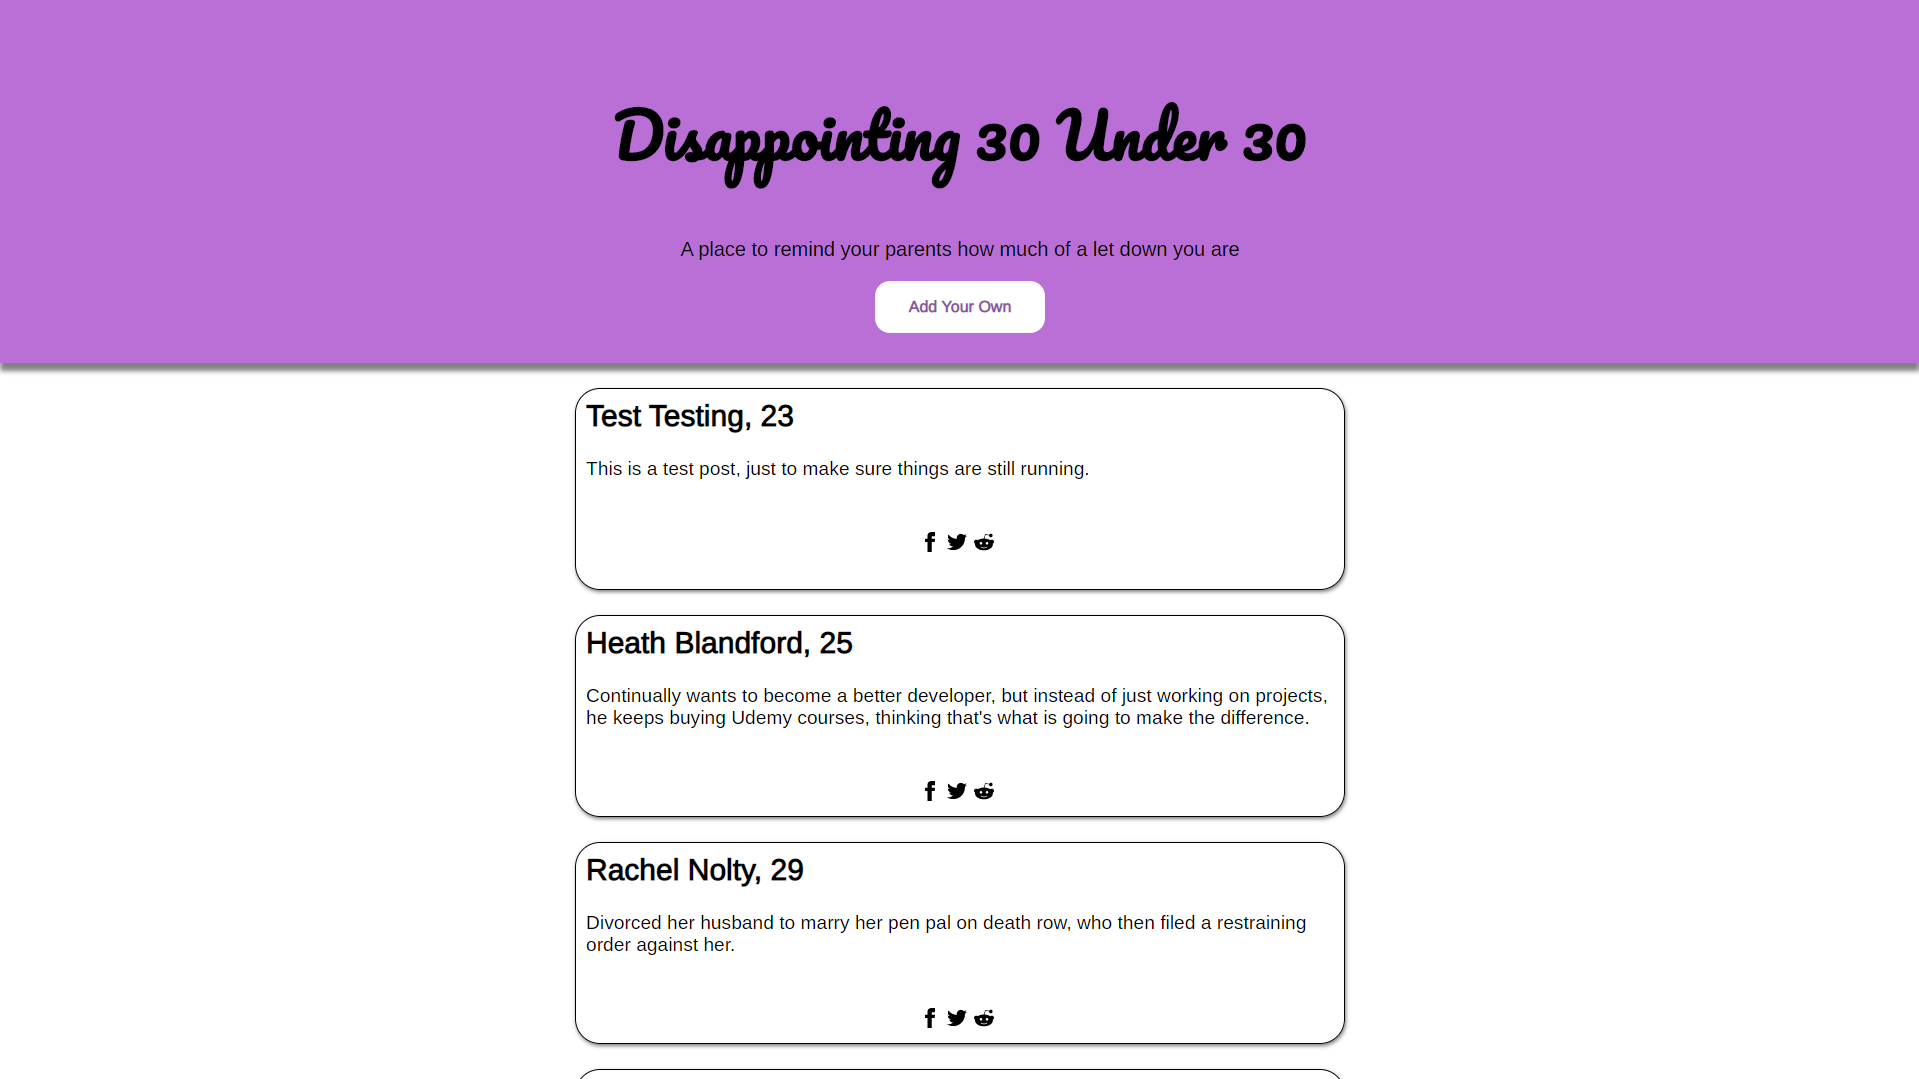 Disappointing 30 Under 30
A place to remind your parents how much of a let down you are
Add Your Own
Test Testing, 23
This is a test post, just to make sure things are still running.
Heath Blandford, 25
Continually wants to become a better developer, but instead of just working on projects,
he keeps buying Udemy courses, thinking that's what is going to make the difference.
Rachel Nolty, 29
Divorced her husband to marry her pen pal on death row, who then filed a restraining
order against her.